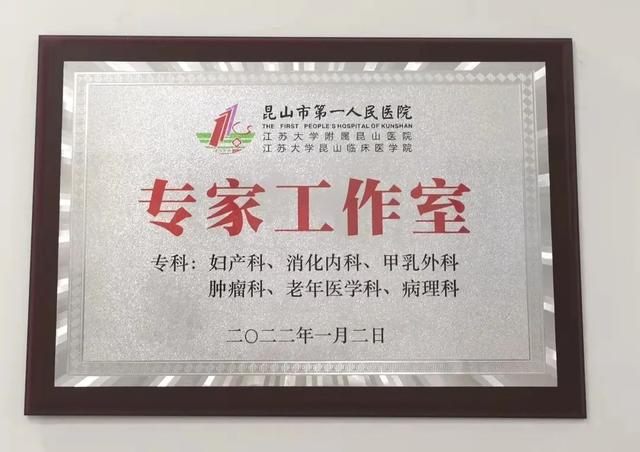 昆山市第一人民医院
THE FIRST PEOPLE'S HOSPITAL OF KUNSHAN
江苏大学附属昆山医院
江苏大学昆山临床医学院
专家工作室
专科：妇产科、消化内科、甲乳外科
肿瘤科、老年医学科、病理科
二〇二二年一月二日